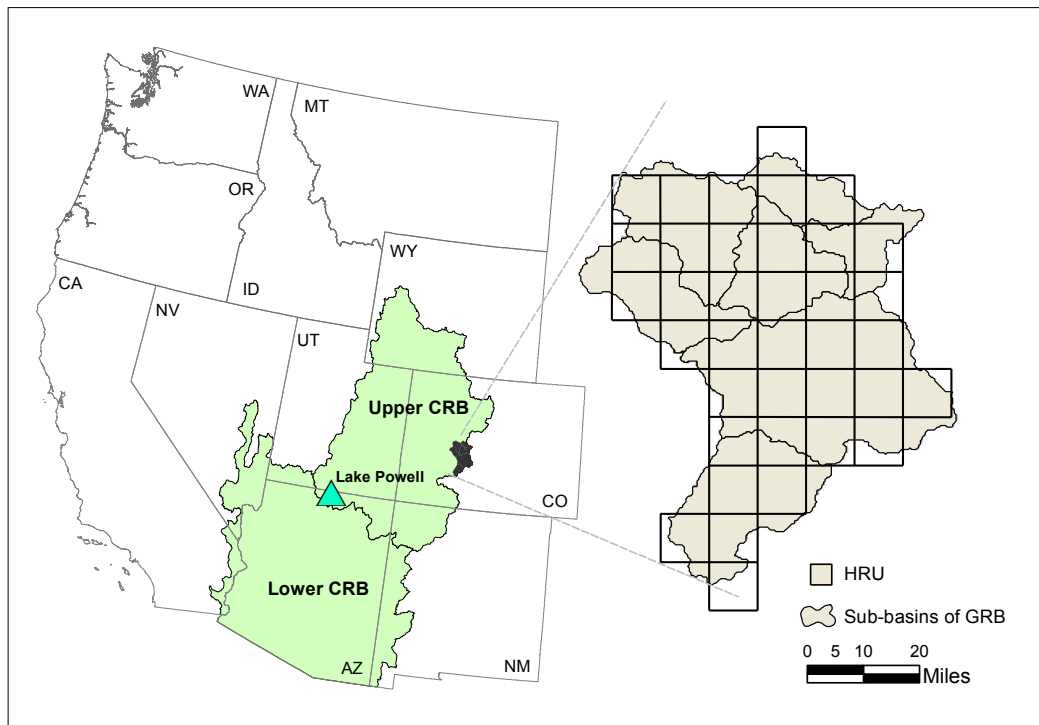 WA
MT
OR
WY
ID
CA
NV
UT
Upper CRB
Lake Powell
CO
Lower CRB
AZ
NM
HRU
Sub-basins of GRB
0 5 10 20
Miles